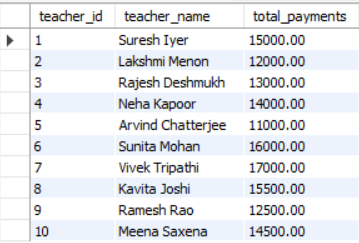 teacher_id teacher_name total_payments
1 Suresh Iyer 15000.00
2 Lakshmi Menon 12000.00
3 Rajesh Deshmukh 13000.00
4 Neha Kapoor 14000.00
5 Arvind Chatterjee 11000.00
6 Sunita Mohan 16000.00
7 Vivek Tripathi 17000.00
8 Kavita Joshi 15500.00
9 Ramesh Rao 12500.00
10 Meena Saxena 14500.00